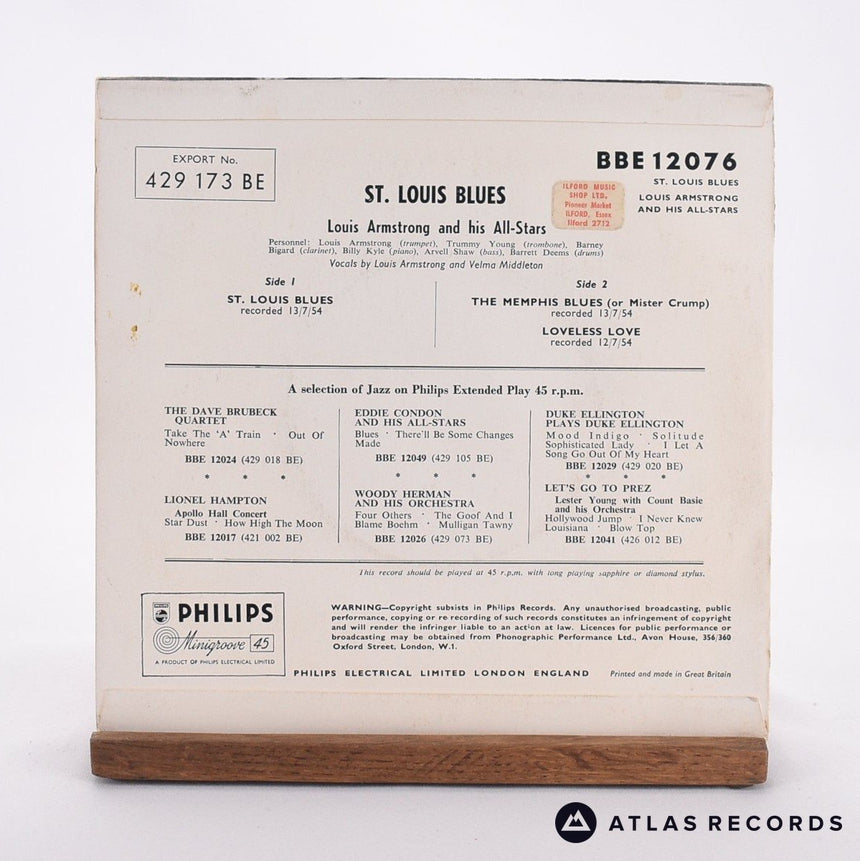 EXPORT No.
429 173 BE
BBE 12076
ST. LOUIS BLUES
LOUIS ARMSTRONG
AND HIS ALL-STARS
ILFORD MUSIC
SHOP LTD.
Pioneer Market
ILFORD, Essex
Ilford 2712
ST. LOUIS BLUES
Louis Armstrong and his All-Stars
Personnel: Louis Armstrong (trumpet), Trummy Young (trombone), Barney
Bigard (clarinet), Billy Kyle (piano), Arvell Shaw (bass), Barrett Deems (drums)
Vocals by Louis Armstrong and Velma Middleton
Side 1
ST. LOUIS BLUES
recorded 13/7/54
Side 2
THE MEMPHIS BLUES (or Mister Crump)
recorded 13/7/54
LOVELESS LOVE
recorded 12/7/54
A selection of Jazz on Philips Extended Play 45 r.p.m.
THE DAVE BRUBECK
QUARTET
Take The 'A' Train · Out Of
Nowhere
BBE 12024 (429 018 BE)
* * *
LIONEL HAMPTON
Apollo Hall Concert
Star Dust · How High The Moon
BBE 12017 (421 002 BE)
EDDIE CONDON
AND HIS ALL-STARS
Blues · There'll Be Some Changes
Made
BBE 12049 (429 105 BE)
* * *
WOODY HERMAN
AND HIS ORCHESTRA
Four Others · The Goof And I
Blame Boehm · Mulligan Tawny
BBE 12026 (429 073 BE)
DUKE ELLINGTON
PLAYS DUKE ELLINGTON
Mood Indigo · Solitude
Sophisticated Lady · I Let A
Song Go Out Of My Heart
BBE 12029 (429 020 BE)
* * *
LET'S GO TO PREZ
Lester Young with Count Basie
and his Orchestra
Hollywood Jump · I Never Knew
Louisiana · Blow Top
BBE 12041 (426 012 BE)
This record should be played at 45 r.p.m. with long playing sapphire or diamond stylus.
PHILIPS
Minigroove 45
A PRODUCT OF PHILIPS ELECTRICAL LIMITED
WARNING—Copyright subsists in Philips Records. Any unauthorised broadcasting, public
performance, copying or re recording of such records constitutes an infringement of copyright
and will render the infringer liable to an action at law. Licences for public performance or
broadcasting may be obtained from Phonographic Performance Ltd., Avon House, 356/360
Oxford Street, London, W.1.
PHILIPS ELECTRICAL LIMITED LONDON ENGLAND
Printed and made in Great Britain
ATLAS RECORDS